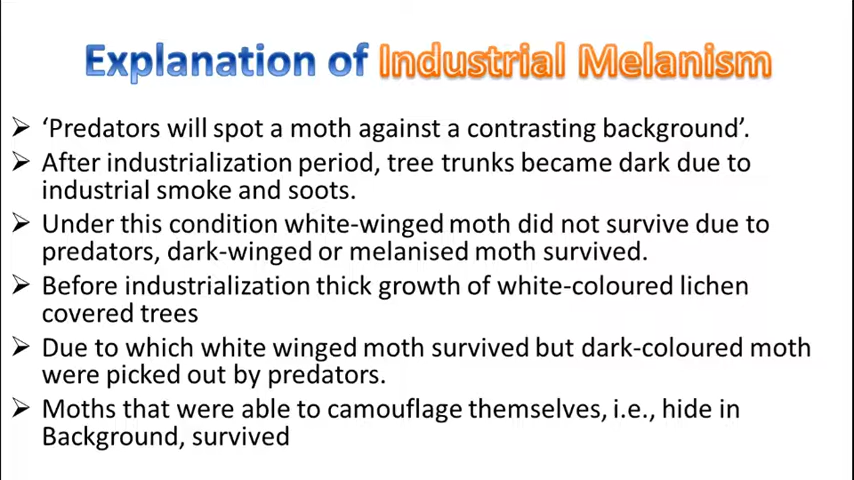 Explanation of Industrial Melanism
➢ ‘Predators will spot a moth against a contrasting background’.
➢ After industrialization period, tree trunks became dark due to
industrial smoke and soots.
➢ Under this condition white-winged moth did not survive due to
predators, dark-winged or melanised moth survived.
➢ Before industrialization thick growth of white-coloured lichen
covered trees
➢ Due to which white winged moth survived but dark-coloured moth
were picked out by predators.
➢ Moths that were able to camouflage themselves, i.e., hide in
Background, survived